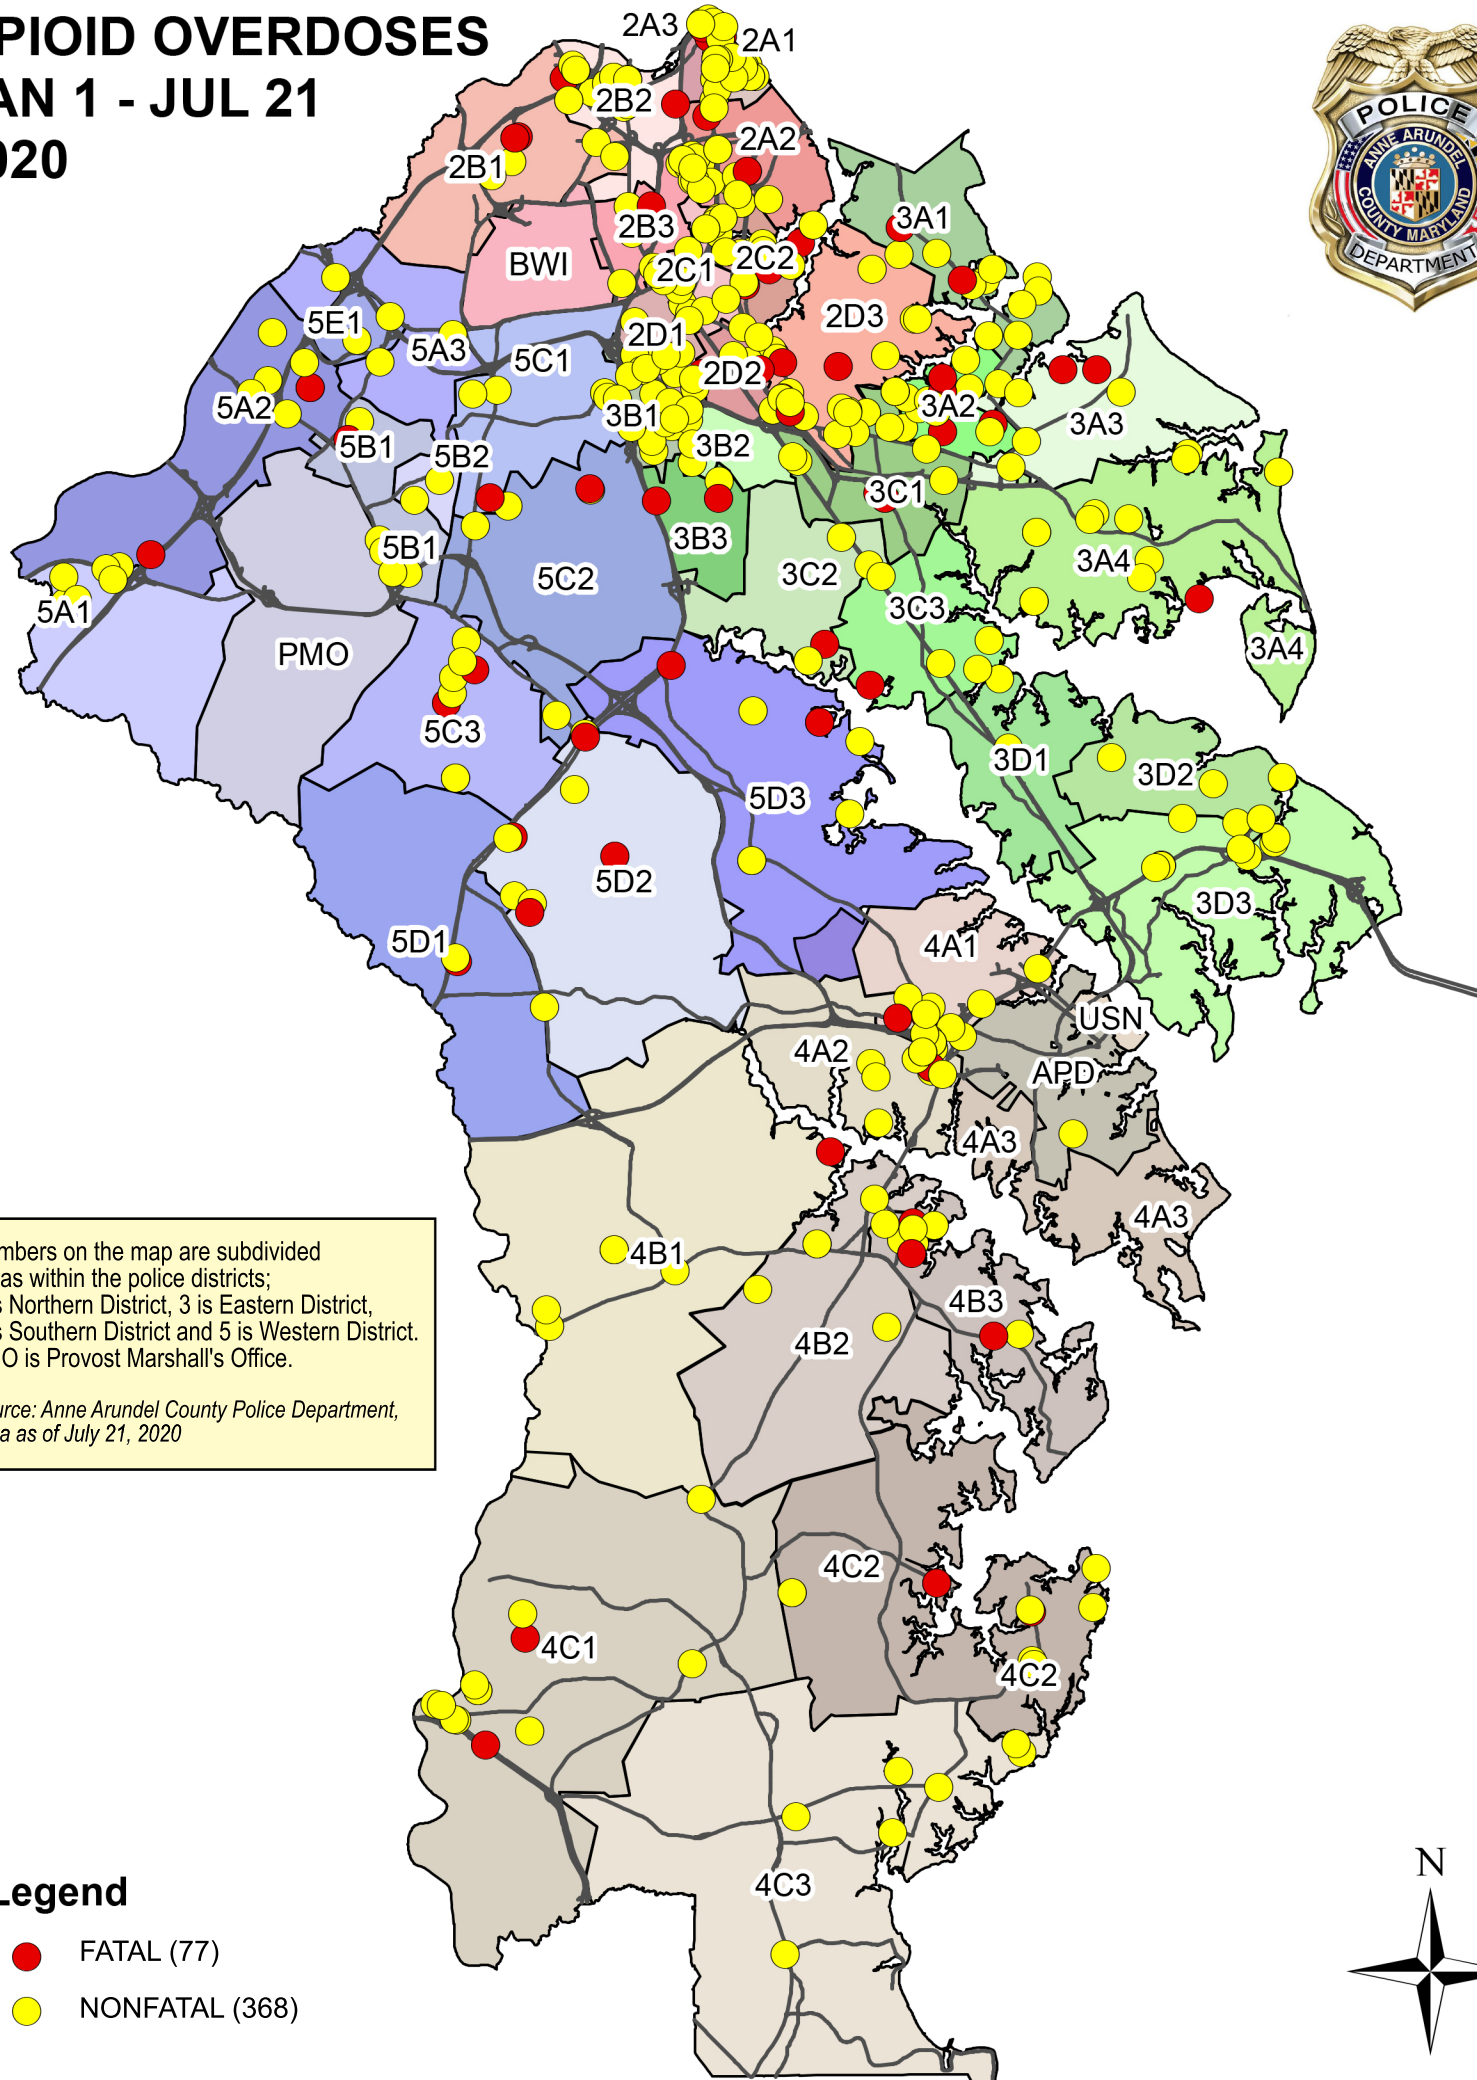 PIOID OVERDOSES
AN 1 - JUL 21
020
2A3
2A1
2B2
2A2
2B1
2B3
3A1
BWI
2C1
2C2
2D3
5E1
5A3
2D1
5C1
2D2
5A2
3B1
3A2
3A3
5B1
5B2
3B2
3C1
3B3
5B1
5C2
3C2
3A4
5A1
3C3
PMO
3A4
5C3
3D1
3D2
5D3
5D2
3D3
5D1
4A1
USN
4A2
APD
4A3
4A3
4B1
4B3
4B2
4C2
4C1
4C2
4C3
POLICE
ANNE ARUNDEL
COUNTY MARYLAND
DEPARTMENT
mbers on the map are subdivided
as within the police districts;
s Northern District, 3 is Eastern District,
s Southern District and 5 is Western District.
O is Provost Marshall's Office.
urce: Anne Arundel County Police Department,
a as of July 21, 2020
Legend
FATAL (77)
NONFATAL (368)
N